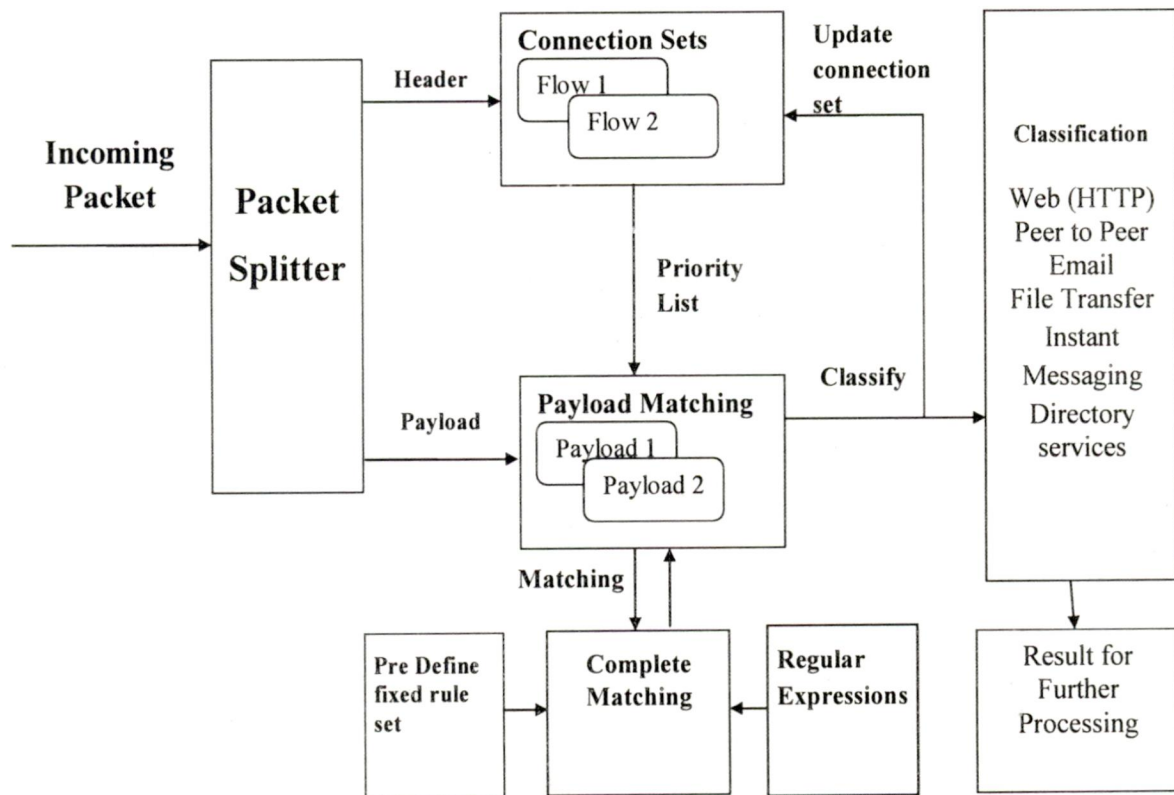 Incoming
Packet
Packet
Splitter
Header
Payload
Connection Sets
Flow 1
Flow 2
Update
connection
set
Priority
List
Payload Matching
Payload 1
Payload 2
Classify
Matching
Pre Define
fixed rule
set
Complete
Matching
Regular
Expressions
Classification
Web (HTTP)
Peer to Peer
Email
File Transfer
Instant
Messaging
Directory
services
Result for
Further
Processing